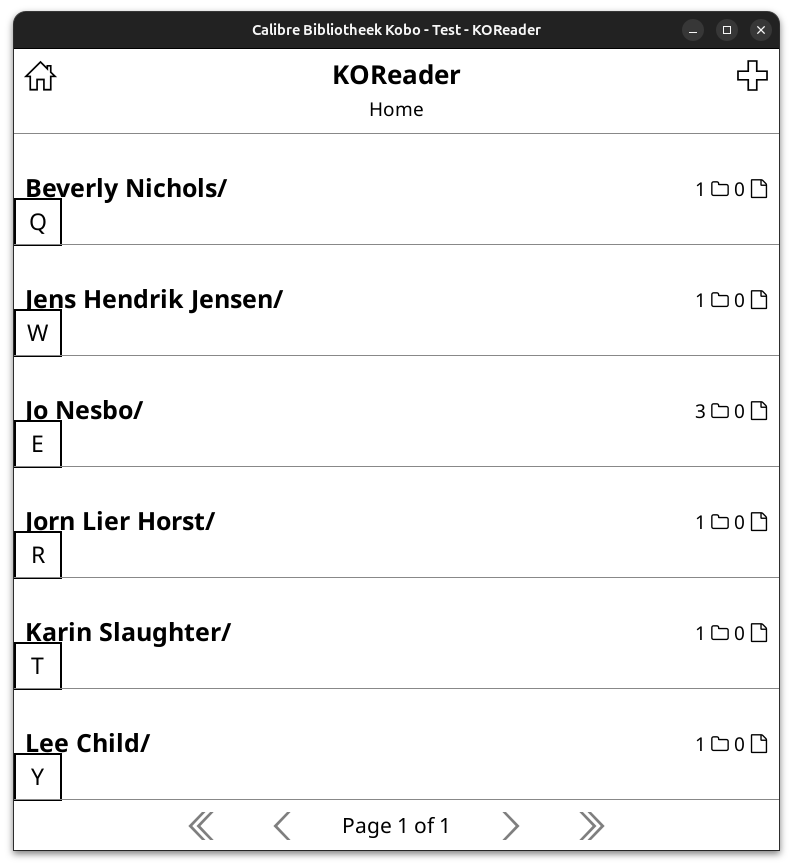 Calibre Bibliotheek Kobo - Test - KOReader
KOReader
Home
Beverly Nichols/ 1 0
Q
Jens Hendrik Jensen/ 1 0
W
Jo Nesbo/ 3 0
E
Jorn Lier Horst/ 1 0
R
Karin Slaughter/ 1 0
T
Lee Child/ 1 0
Y
Page 1 of 1